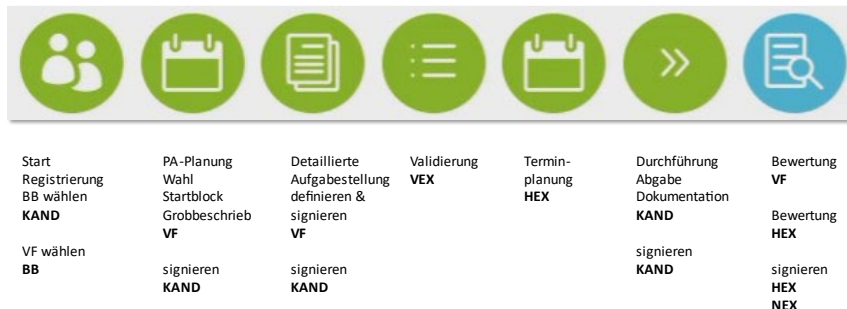 Start
Registrierung
BB wählen
KAND
VF wählen
BB
PA-Planung
Wahl
Startblock
Grobbeschrieb
VF
signieren
KAND
Detaillierte
Aufgabestellung
definieren &
signieren
VF
signieren
KAND
Validierung
VEX
Termin-
planung
HEX
Durchführung
Abgabe
Dokumentation
KAND
signieren
KAND
Bewertung
VF
Bewertung
HEX
signieren
HEX
NEX